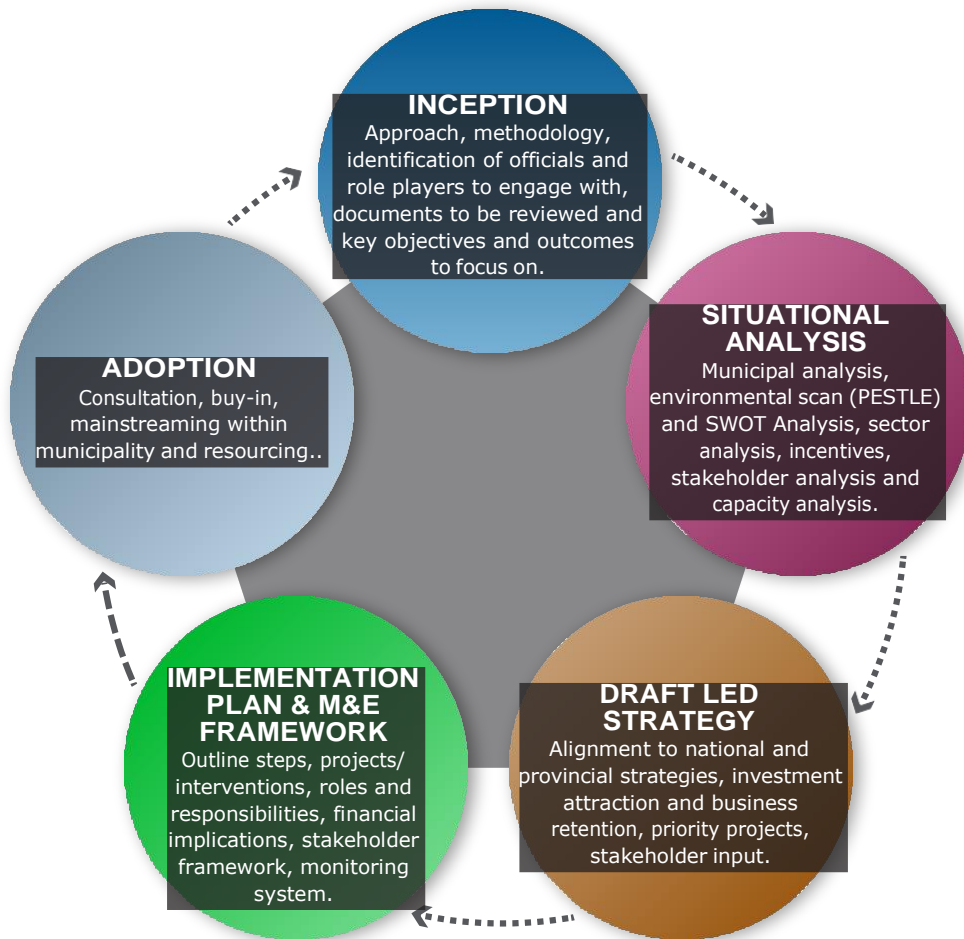 INCEPTION
Approach, methodology,
identification of officials and
role players to engage with,
documents to be reviewed and
key objectives and outcomes
to focus on.
SITUATIONAL
ANALYSIS
Municipal analysis,
environmental scan (PESTLE)
and SWOT Analysis, sector
analysis, incentives,
stakeholder analysis and
capacity analysis.
DRAFT LED
STRATEGY
Alignment to national and
provincial strategies, investment
attraction and business
retention, priority projects,
stakeholder input.
IMPLEMENTATION
PLAN & M&E
FRAMEWORK
Outline steps, projects/
interventions, roles and
responsibilities, financial
implications, stakeholder
framework, monitoring
system.
ADOPTION
Consultation, buy-in,
mainstreaming within
municipality and resourcing..